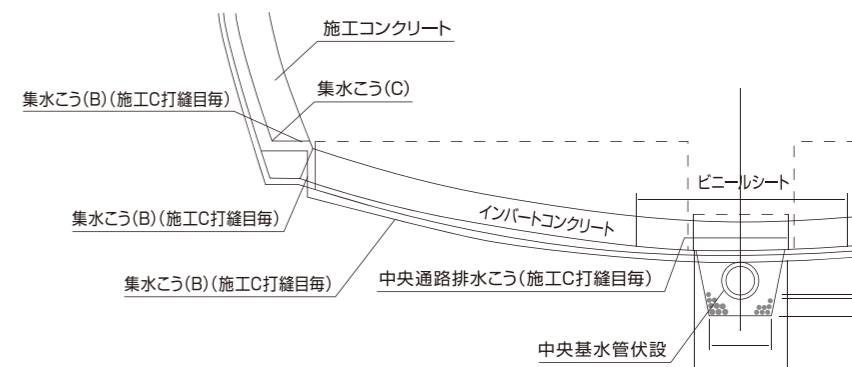 施工コンクリート
集水こう(C)
集水こう(B)(施工C打縫目毎)
ビニールシート
インバートコンクリート
集水こう(B)(施工C打縫目毎)
集水こう(B)(施工C打縫目毎)
中央通路排水こう(施工C打縫目毎)
中央基水管伏設